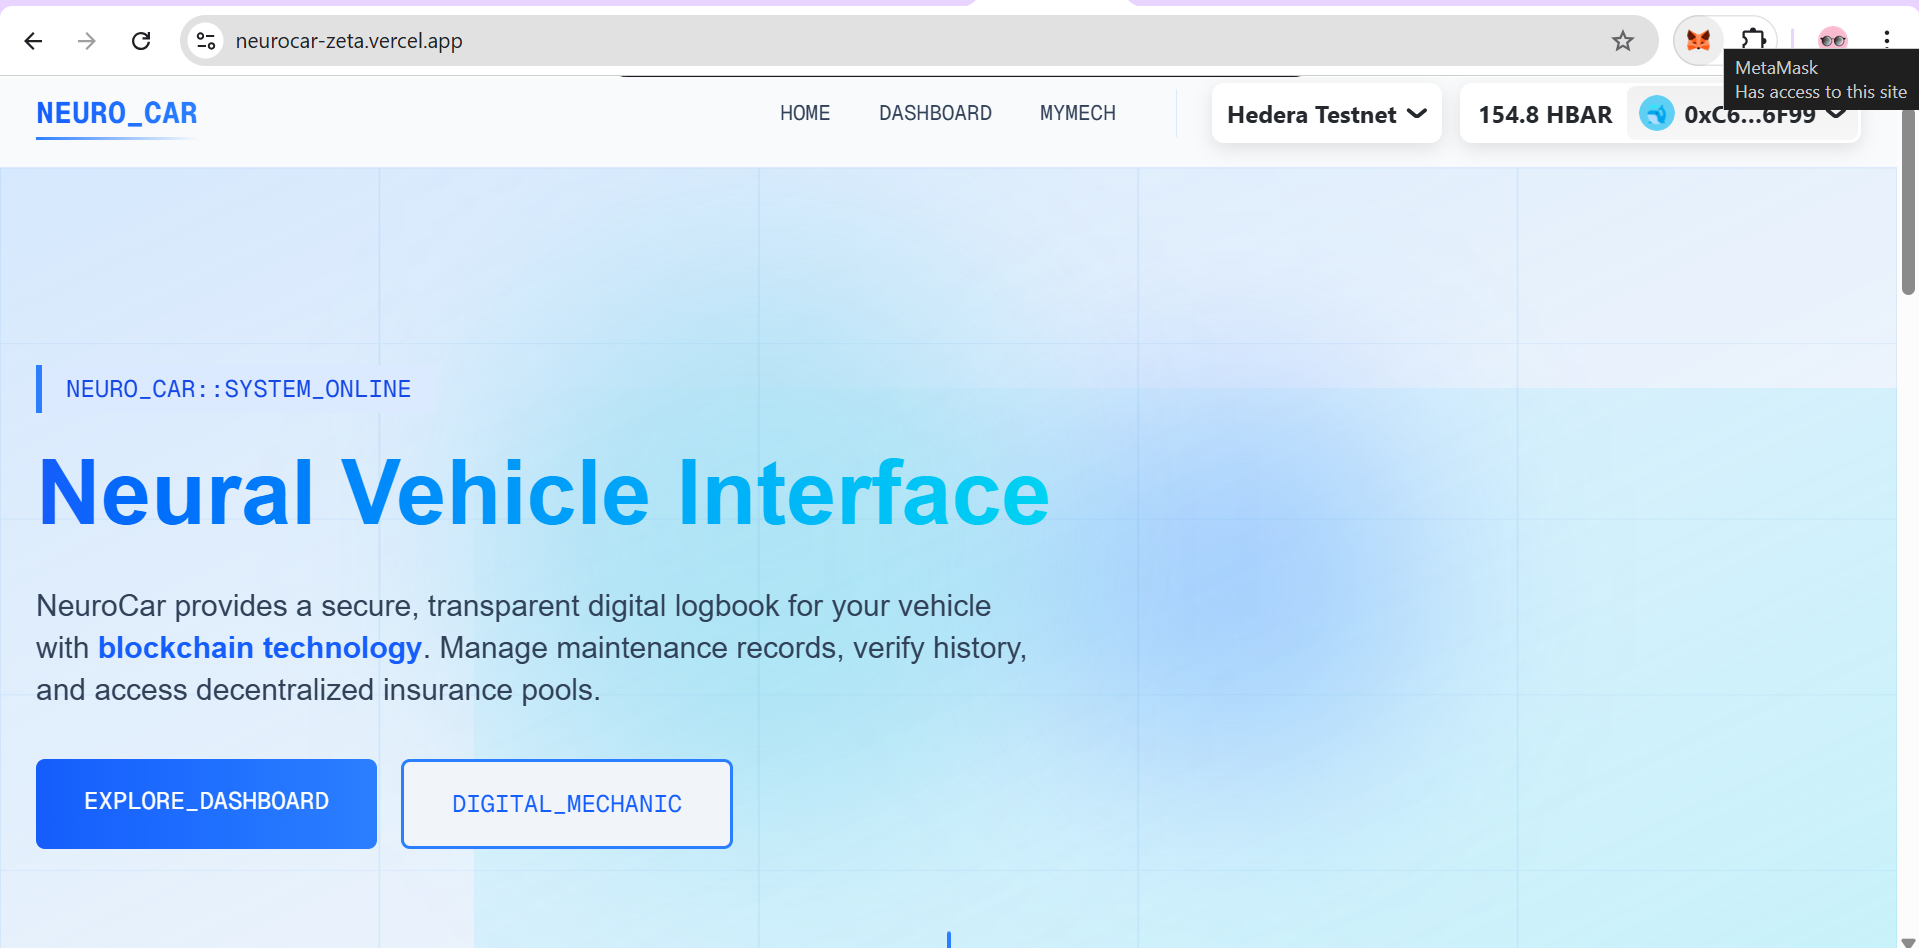 neurocar-zeta.vercel.app
MetaMask
Has access to this site
NEURO_CAR
HOME DASHBOARD MYMECH
Hedera Testnet
154.8 HBAR 0xC6...6F99
NEURO_CAR::SYSTEM_ONLINE
Neural Vehicle Interface
NeuroCar provides a secure, transparent digital logbook for your vehicle
with blockchain technology. Manage maintenance records, verify history,
and access decentralized insurance pools.
EXPLORE_DASHBOARD
DIGITAL_MECHANIC